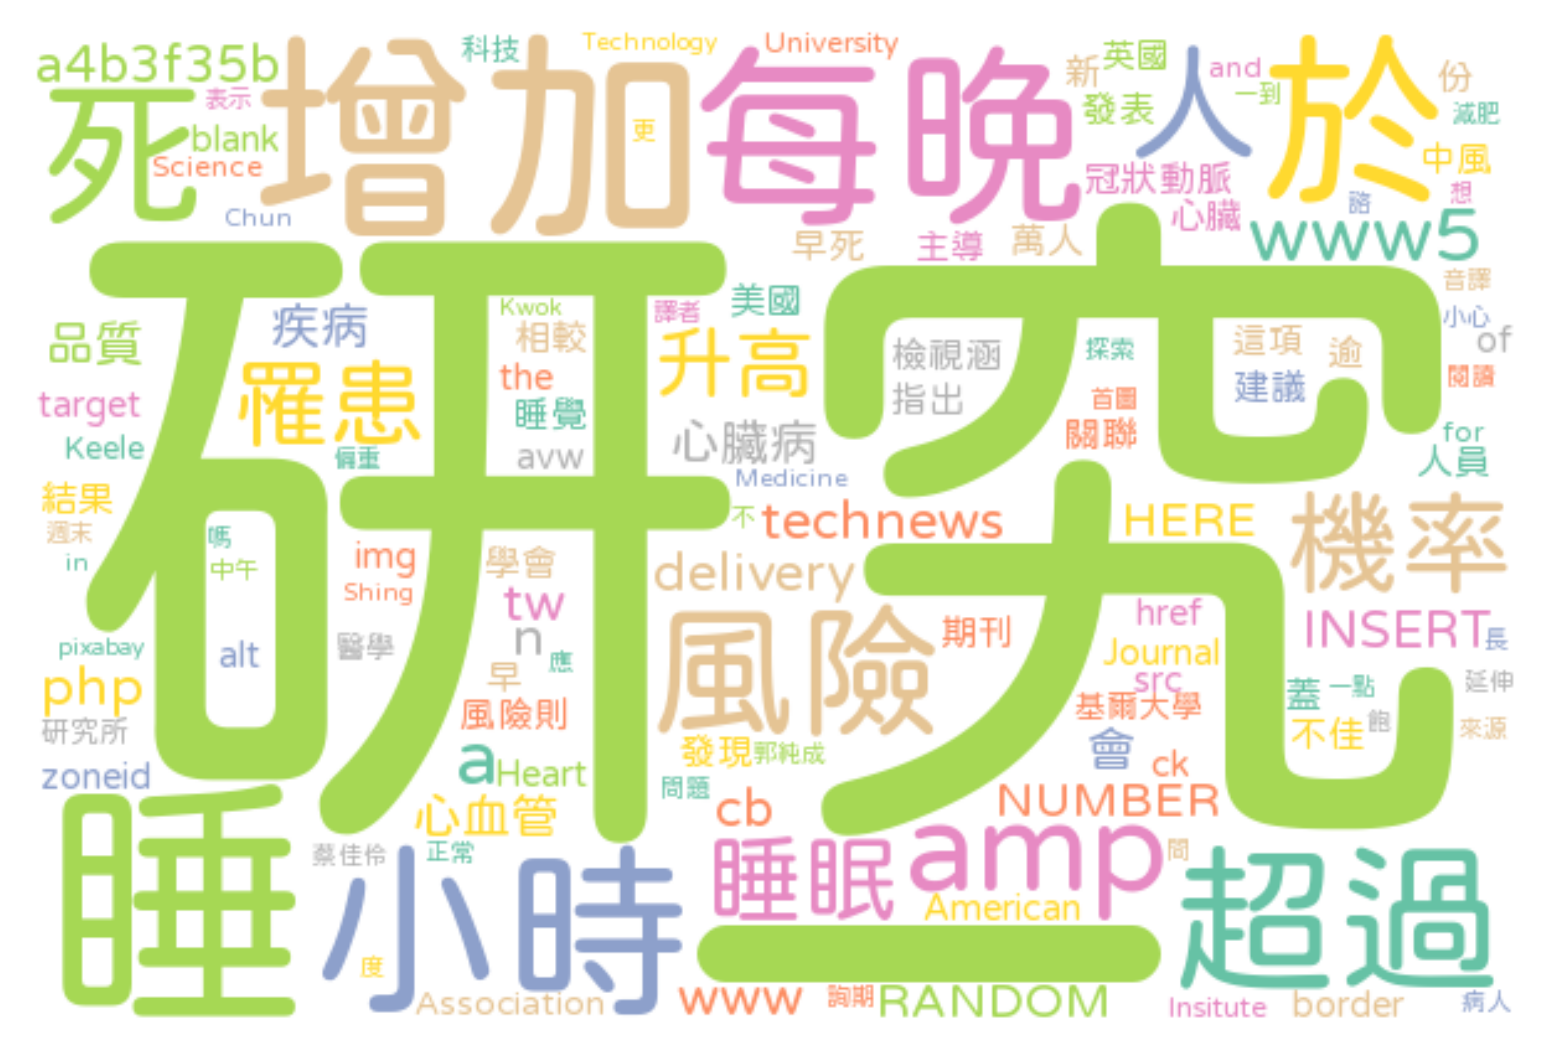 a4b3f35b
科技
Technology
University
死
表示
增加
更
每晚
新
英國
and
一到
人
於
份
blank
發表
減肥
Science
冠狀動脈
中風
Chun
心臟
想
諮
www5
早死
主導
萬人
研究
音譯
疾病
Kwok
譯者
美國
小心
品質
相較
升高
檢視涵
探索
這項
逾
of
罹患
the
指出
建議
閱讀
target
睡覺
首圖
Keele
偏重
avw
心臟病
關聯
for
人員
Medicine
結果
週末
嗎
不
technews
HERE
機率
in
中午
img
學會
delivery
Shing
tw
href
INSERT
長
pixabay
alt
醫學
n
應
風險
期刊
Journal
php
早
src
蓋
一點
延伸
研究所
風險則
基爾大學
不佳
飽
來源
zoneid
a
Heart
發現
郭純成
會
ck
問題
睡
心血管
cb
NUMBER
蔡佳伶
正常
小時
睡眠
amp
問
超過
度
American
一
Association
www
詢期
RANDOM
Insitute
border
病人